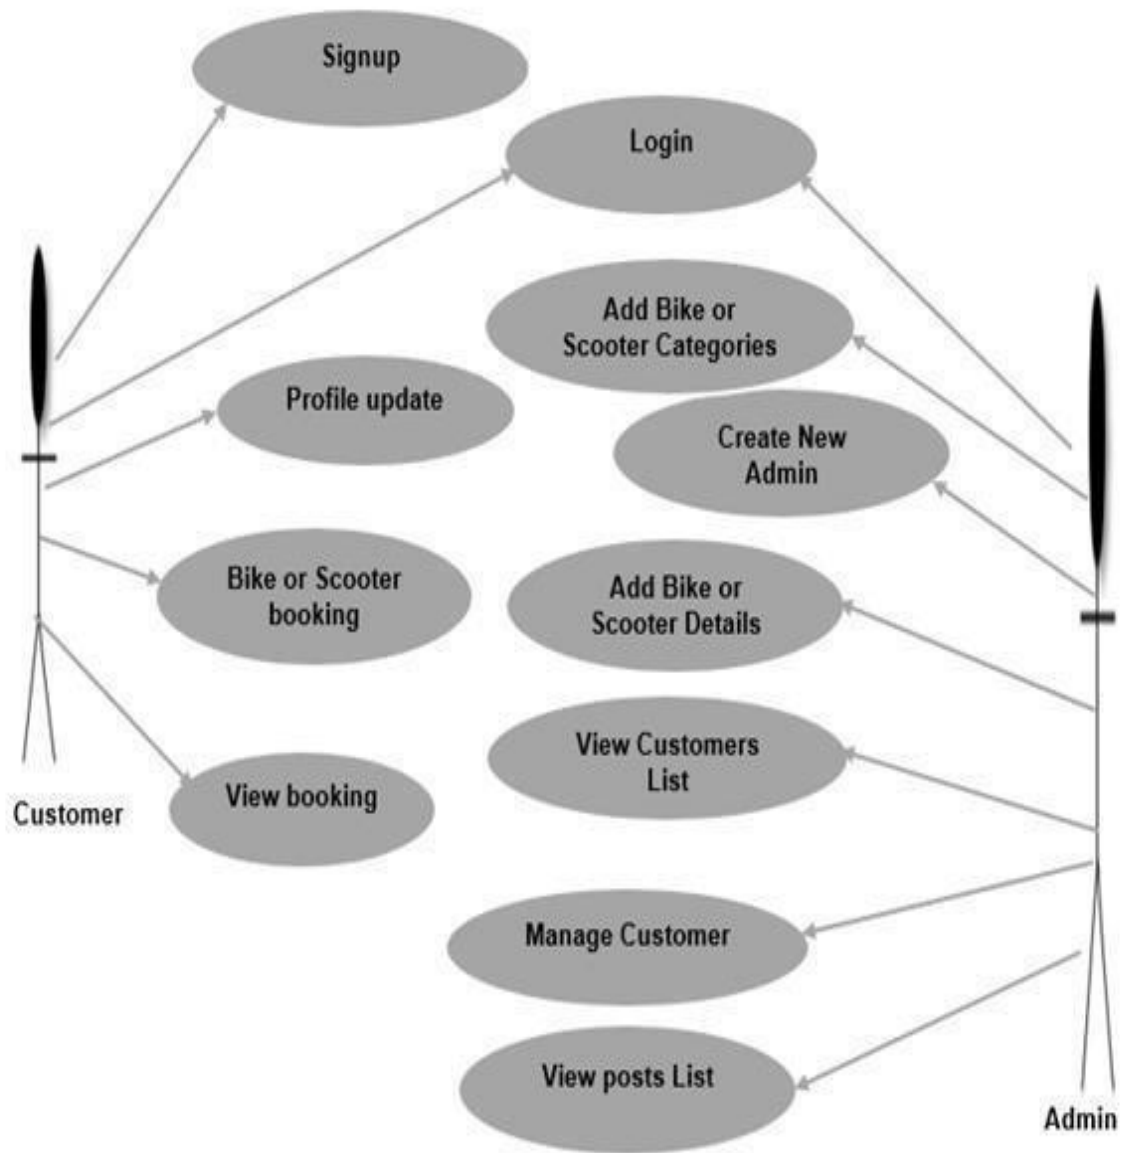 Signup
Login
Add Bike or
Scooter Categories
Profile update
Create New
Admin
Bike or Scooter
booking
Add Bike or
Scooter Details
View Customers
List
View booking
Customer
Manage Customer
View posts List
Admin